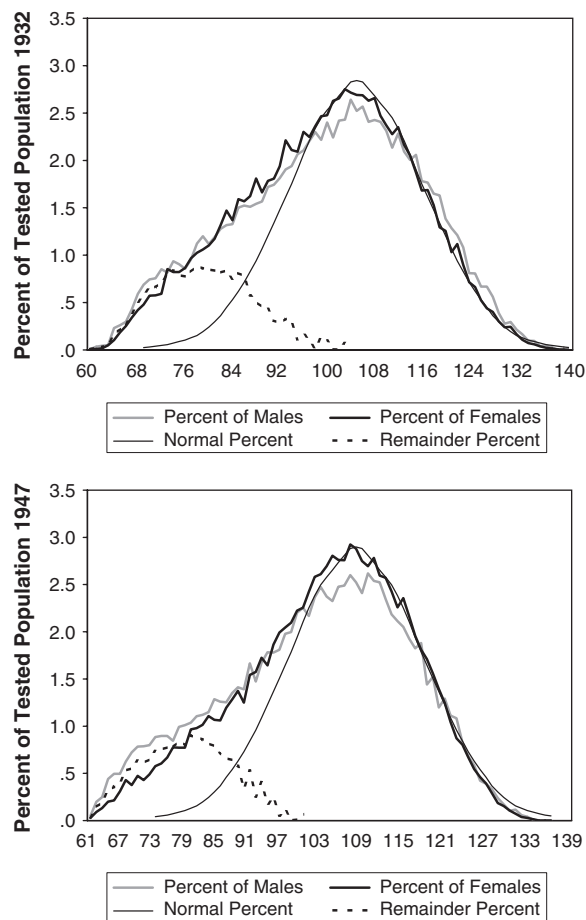 3.5
3.0
2.5
2.0
1.5
1.0
.5
.0
Percent of Tested Population 1932
60 68 76 84 92 100 108 116 124 132 140
Percent of Males Percent of Females
Normal Percent Remainder Percent
3.5
3.0
2.5
2.0
1.5
1.0
.5
.0
Percent of Tested Population 1947
61 67 73 79 85 91 97 103 109 115 121 127 133 139
Percent of Males Percent of Females
Normal Percent Remainder Percent